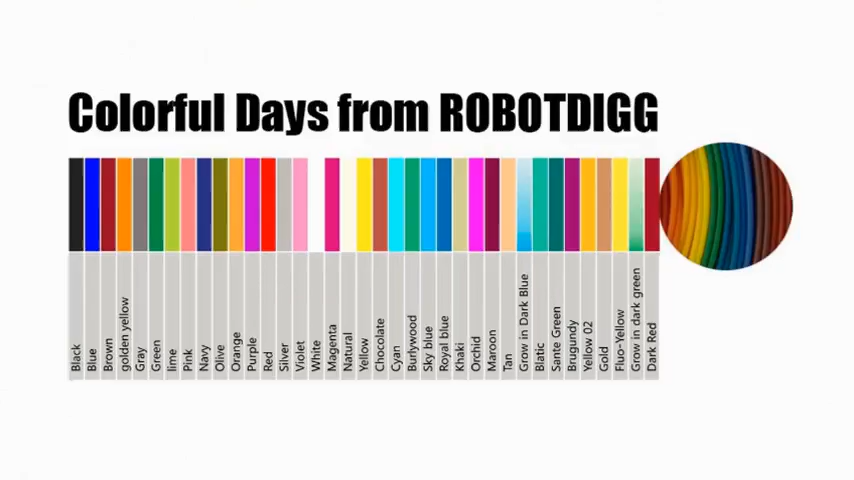 Colorful Days from ROBOTDIGG
Black
Blue
Brown
golden yellow
Gray
Green
lime
Pink
Navy
Olive
Orange
Purple
Red
Silver
Violet
White
Magenta
Natural
Yellow
Chocolate
Cyan
Burlywood
Sky blue
Royal blue
Khaki
Orchid
Maroon
Tan
Grow in Dark Blue
Blatic
Sante Green
Brugundy
Yellow 02
Gold
Fluo-Yellow
Grow in dark green
Dark Red